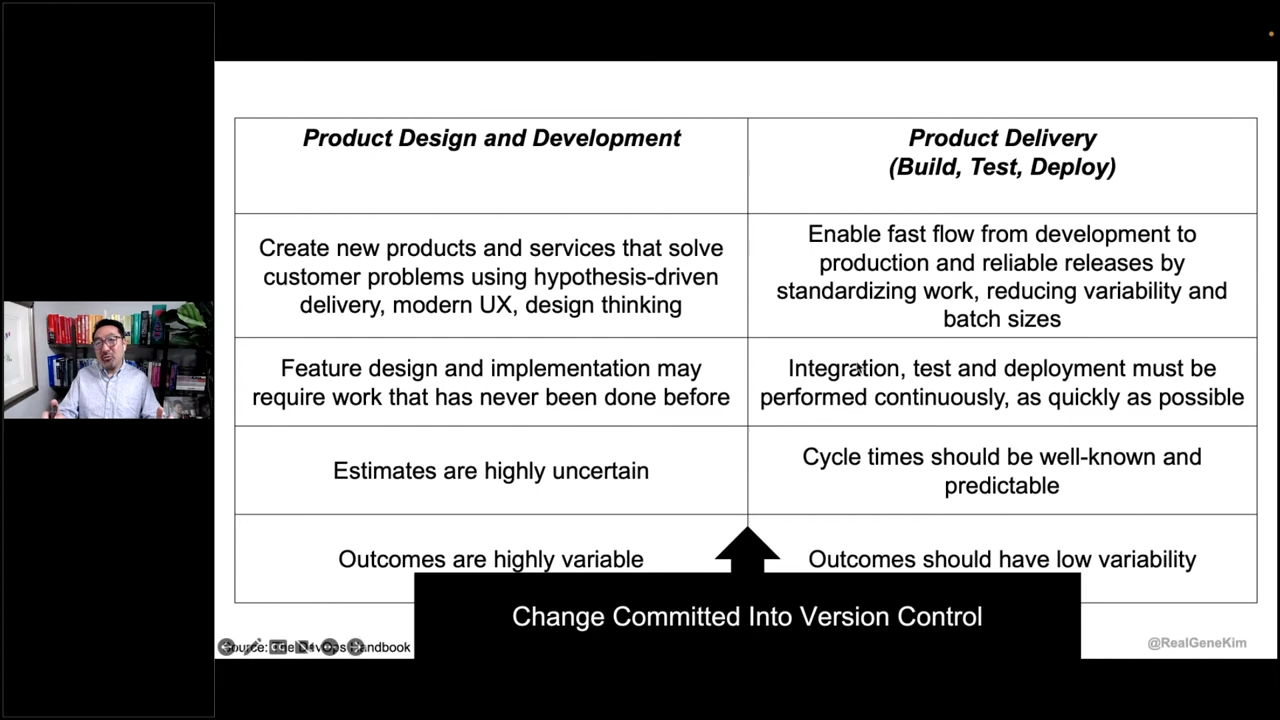 Product Design and Development
Product Delivery
(Build, Test, Deploy)
Create new products and services that solve
customer problems using hypothesis-driven
delivery, modern UX, design thinking
Enable fast flow from development to
production and reliable releases by
standardizing work, reducing variability and
batch sizes
Feature design and implementation may
require work that has never been done before
Integration, test and deployment must be
performed continuously, as quickly as possible
Estimates are highly uncertain
Cycle times should be well-known and
predictable
Outcomes are highly variable
Outcomes should have low variability
Change Committed Into Version Control
Source: The DevOps Handbook
@RealGeneKim